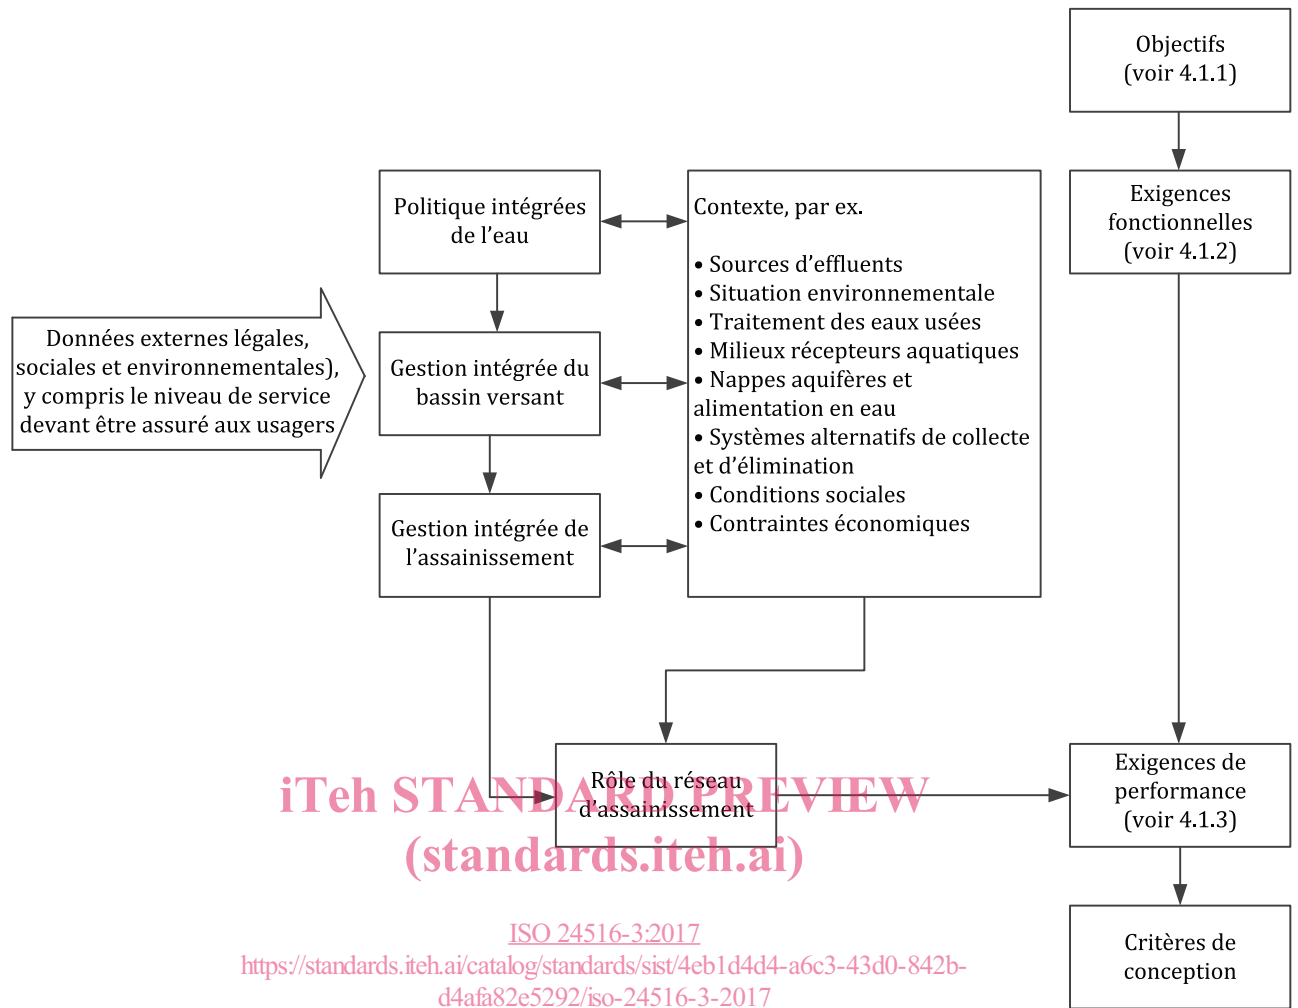 Objectifs
(voir 4.1.1)
Exigences
fonctionnelles
(voir 4.1.2)
Politique intégrées
de l’eau
Contexte, par ex.
• Sources d’effluents
• Situation environnementale
• Traitement des eaux usées
• Milieux récepteurs aquatiques
• Nappes aquifères et
alimentation en eau
• Systèmes alternatifs de collecte
et d’élimination
• Conditions sociales
• Contraintes économiques
Données externes légales,
sociales et environnementales),
y compris le niveau de service
devant être assuré aux usagers
Gestion intégrée du
bassin versant
Gestion intégrée de
l’assainissement
Rôle du réseau
d’assainissement
Exigences de
performance
(voir 4.1.3)
Critères de
conception
iTeh STANDARD PREVIEW
(standards.iteh.ai)
ISO 24516-3:2017
https://standards.iteh.ai/catalog/standards/sist/4eb1d4d4-a6c3-43d0-842b-
d4afa82e5292/iso-24516-3-2017